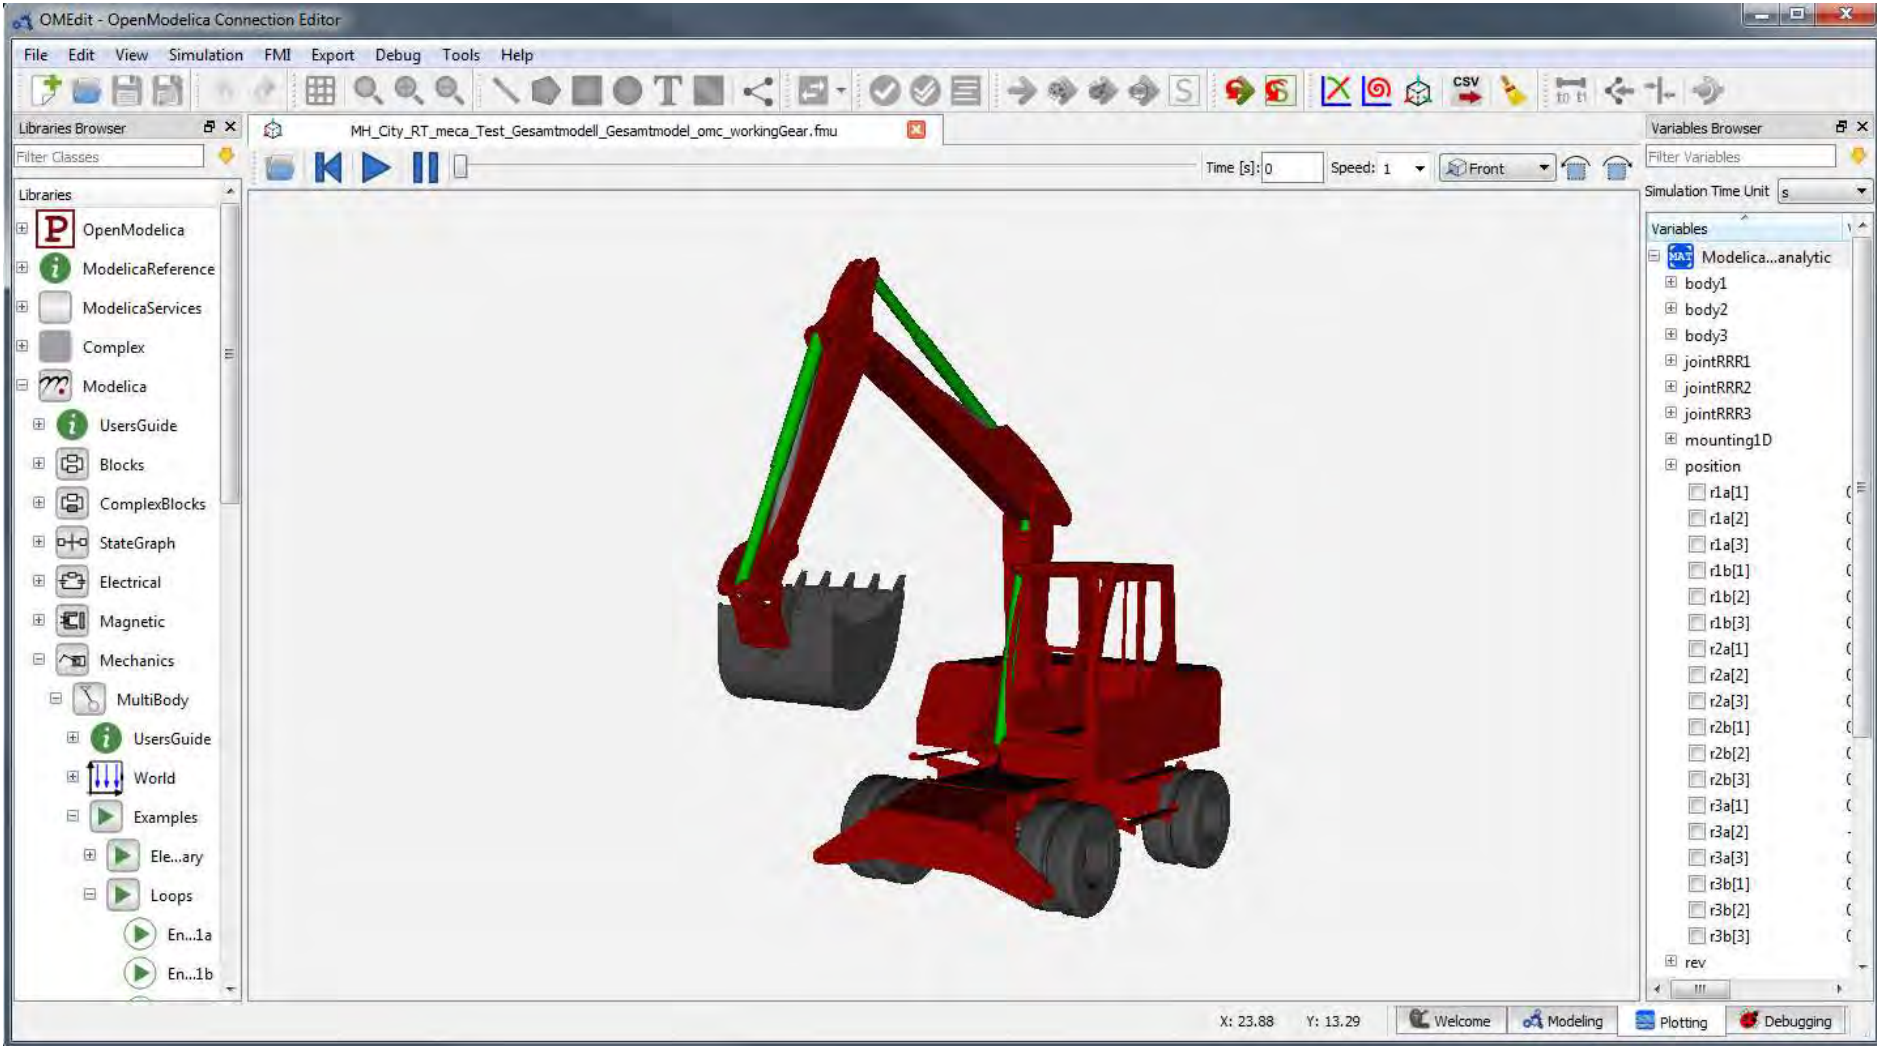 OMEdit - OpenModelica Connection Editor
File Edit View Simulation FMI Export Debug Tools Help
T S S CSV to t1
Libraries Browser
MH_City_RT_meca_Test_Gesamtmodell_Gesamtmodel_omc_workingGear.fmu
Variables Browser
Filter Classes
Time [s]: 0 Speed: 1 Front
Filter Variables
Simulation Time Unit s
Libraries
Variables
P OpenModelica
MAT Modelica...analytic
i ModelicaReference
body1
ModelicaServices
body2
Complex
body3
Modelica
jointRRR1
i UsersGuide
jointRRR2
Blocks
jointRRR3
ComplexBlocks
mounting1D
StateGraph
position
Electrical
r1a[1]
Magnetic
r1a[2]
Mechanics
r1a[3]
MultiBody
r1b[1]
i UsersGuide
r1b[2]
World
r1b[3]
Examples
r2a[1]
Ele...ary
r2a[2]
Loops
r2a[3]
En...1a
r2b[1]
En...1b
r2b[2]
r2b[3]
r3a[1]
r3a[2]
r3a[3]
r3b[1]
r3b[2]
r3b[3]
rev
X: 23.88 Y: 13.29 Welcome Modeling Plotting Debugging